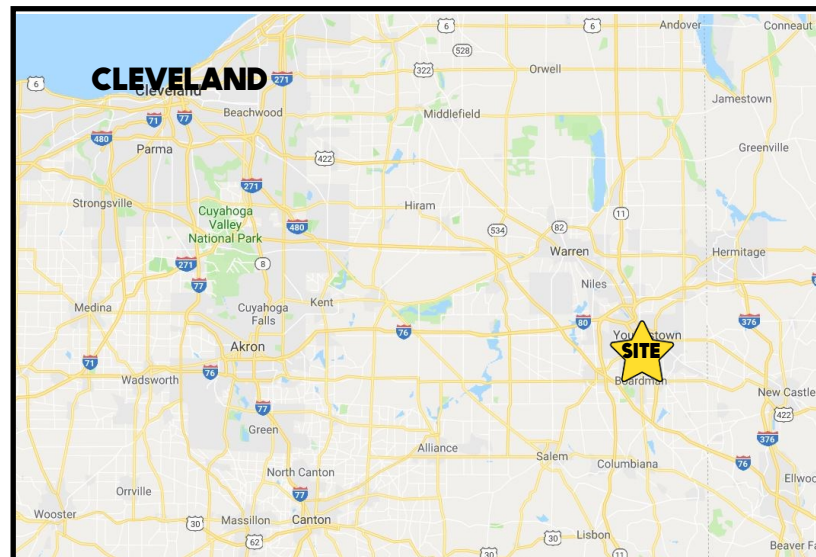 6
6
Andover
Conneaut
528
CLEVELAND
Cleveland
271
322
Orwell
6
Jamestown
Beachwood
Middlefield
71
77
480
Parma
422
Greenville
271
Strongsville
Cuyahoga
Valley
National Park
Hiram
11
480
534
82
Warren
Hermitage
271
8
77
Niles
Medina
Cuyahoga
Falls
Kent
80
376
76
SITE
Akron
71
76
Wadsworth
Boardman
New Castle
77
422
Green
376
Alliance
Salem
Columbiana
76
North Canton
77
Orrville
Wooster
30
Massillon
Canton
62
30
30
Lisbon
11